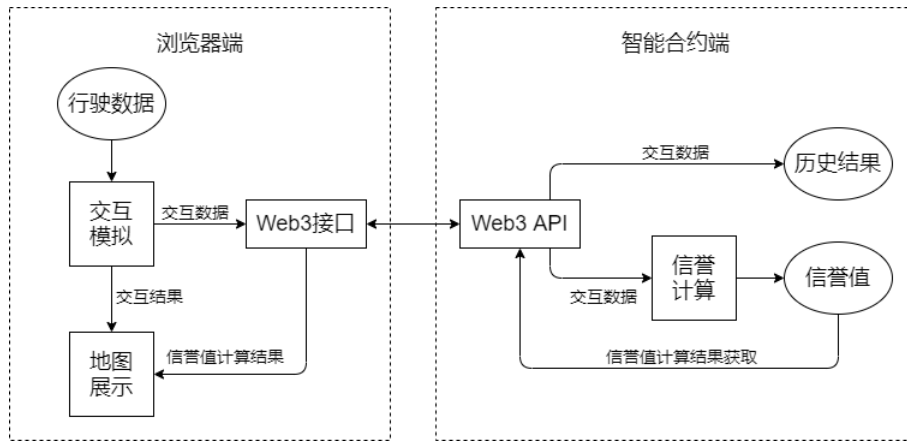 浏览器端
行驶数据
交互
模拟
交互数据
Web3接口
交互结果
地图
展示
信誉值计算结果
智能合约端
交互数据
历史结果
Web3 API
交互数据
信誉
计算
信誉值
信誉值计算结果获取